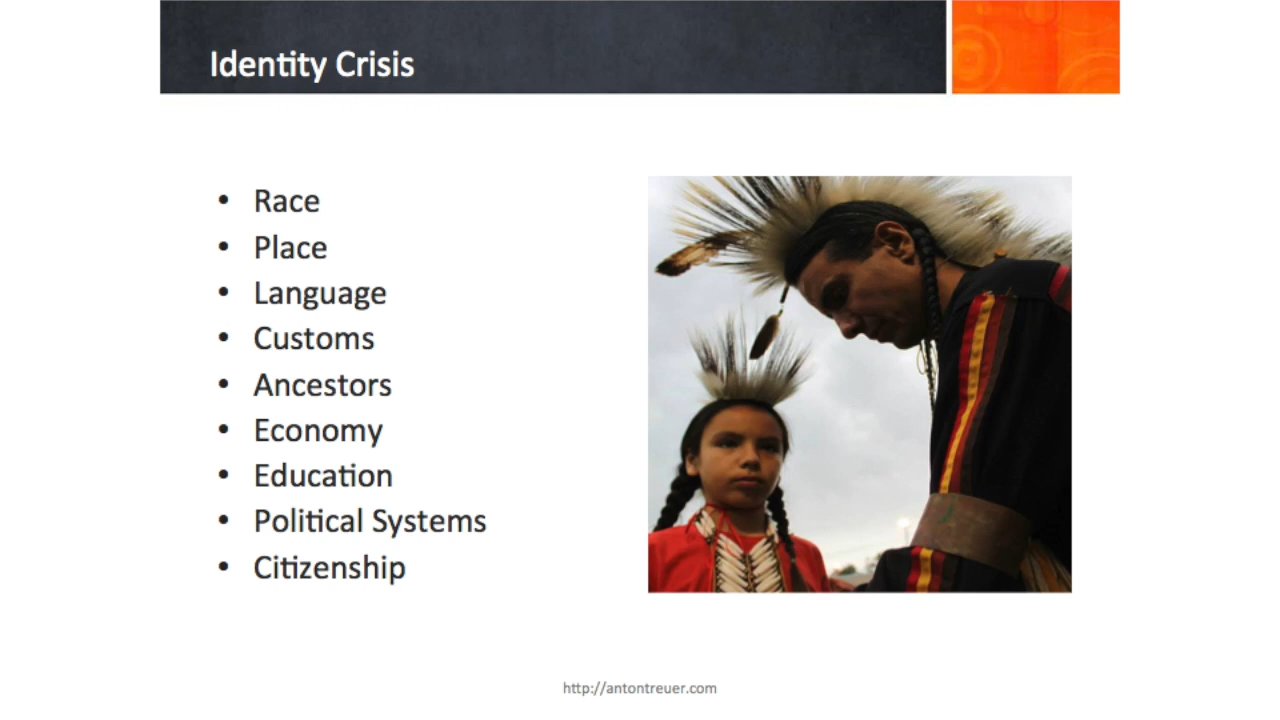 Identity Crisis
• Race
• Place
• Language
• Customs
• Ancestors
• Economy
• Education
• Political Systems
• Citizenship
http://antontreuer.com